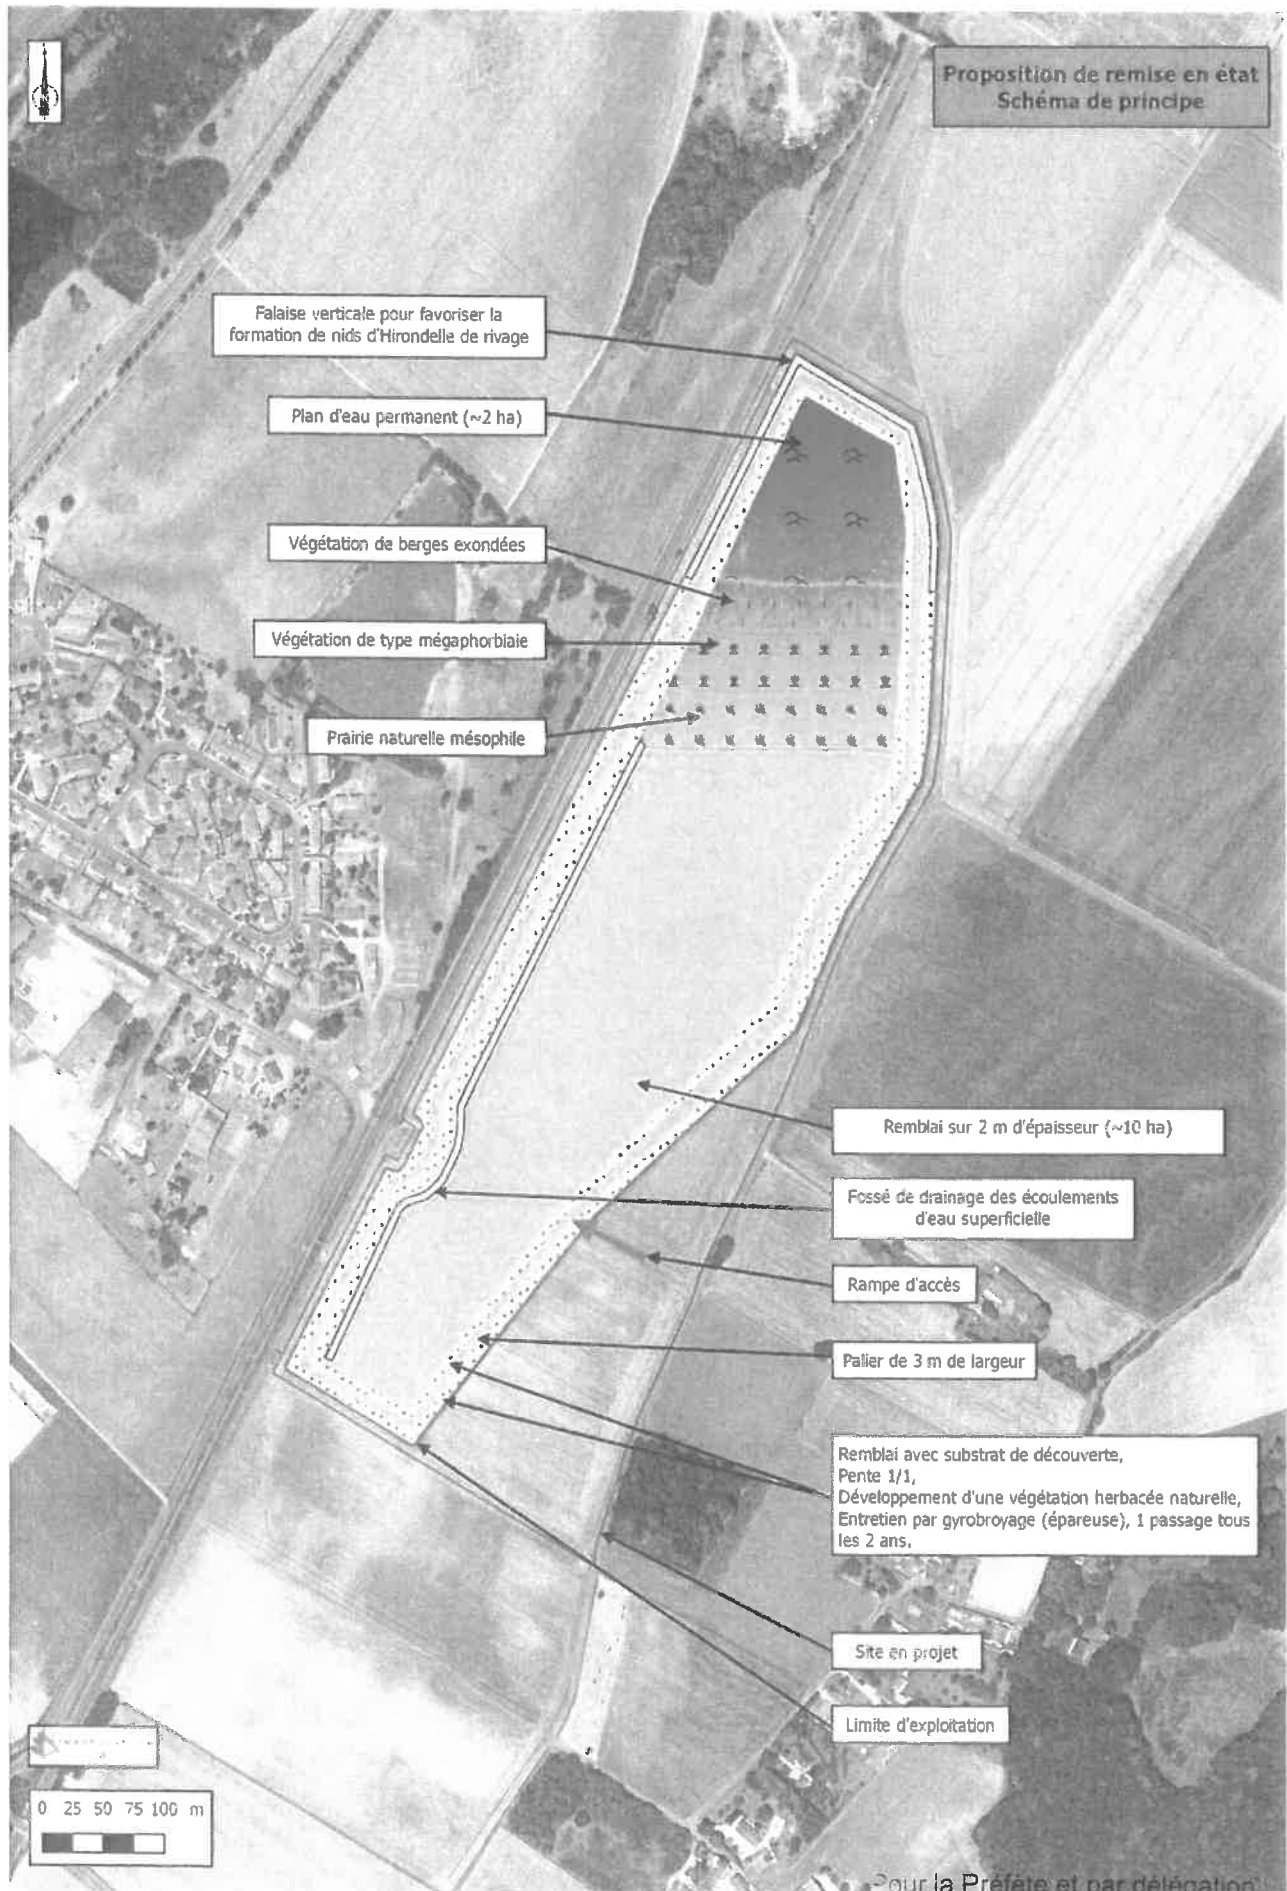 Proposition de remise en état
Schéma de principe
Falaise verticale pour favoriser la
formation de nids d'Hirondelle de rivage
Plan d'eau permanent (~2 ha)
Végétation de berges exondées
Végétation de type mégaphorbiaie
Prairie naturelle mésophile
Remblai sur 2 m d'épaisseur (~10 ha)
Fossé de drainage des écoulements
d'eau superficielle
Rampe d'accès
Palier de 3 m de largeur
Remblai avec substrat de découverte,
Pente 1/1,
Développement d'une végétation herbacée naturelle,
Entretien par gyrobroyage (épareuse), 1 passage tous
les 2 ans,
Site en projet
Limite d'exploitation
0 25 50 75 100 m
Pour la Préfète et par délégation